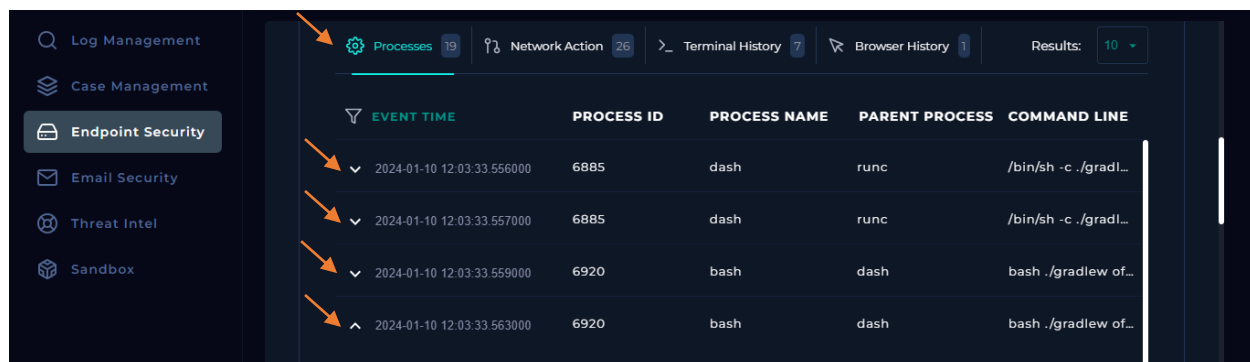 Log Management
Case Management
Endpoint Security
Email Security
Threat Intel
Sandbox
Processes 19 Network Action 26 >_ Terminal History 7 Browser History 1 Results: 10
EVENT TIME PROCESS ID PROCESS NAME PARENT PROCESS COMMAND LINE
2024-01-10 12:03:33.556000 6885 dash runc /bin/sh -c ./gradl...
2024-01-10 12:03:33.557000 6885 dash runc /bin/sh -c ./gradl...
2024-01-10 12:03:33.559000 6920 bash dash bash ./gradlew of...
2024-01-10 12:03:33.563000 6920 bash dash bash ./gradlew of...